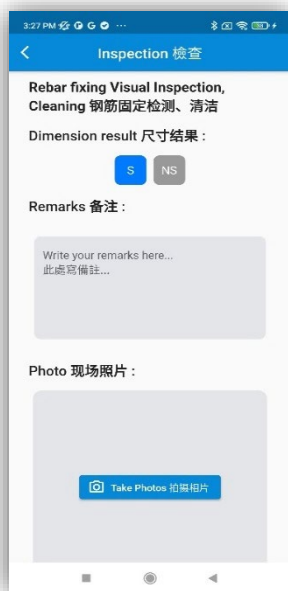 3:27 PM
Inspection 檢查
Rebar fixing Visual Inspection,
Cleaning 钢筋固定检测、清洁
Dimension result 尺寸结果 :
S NS
Remarks 备注 :
Write your remarks here...
此處寫備註...
Photo 现场照片 :
Take Photos 拍攝相片